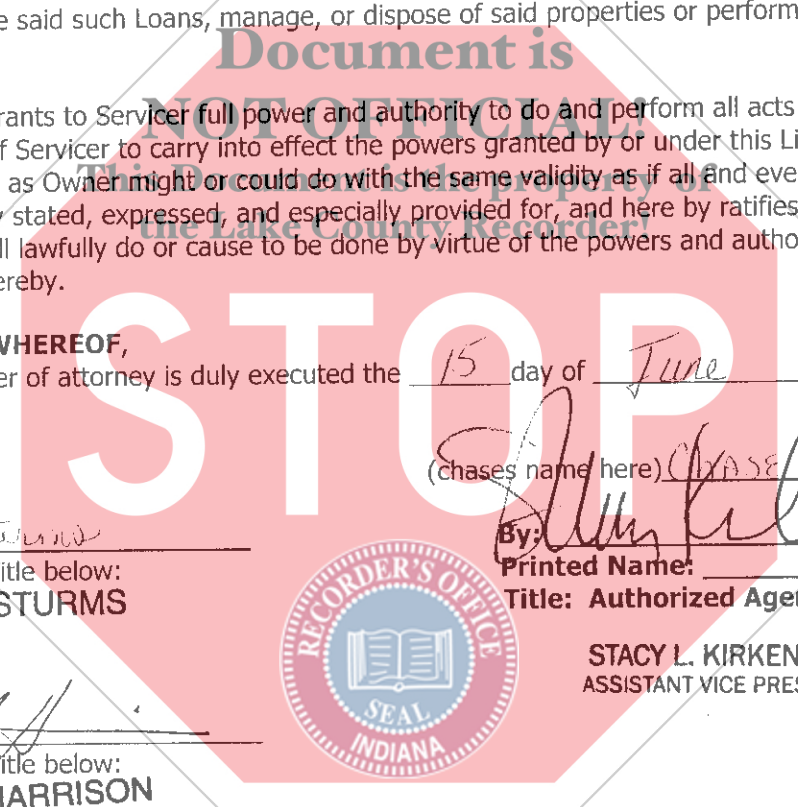 e said such Loans, manage, or dispose of said properties or perform
Document is
rants to Servicer full power and authority to do and perform all acts
NOT OFFICIAL!
f Servicer to carry into effect the powers granted by or under this Li
as Owner might or could do with the same validity as if all and eve
This Document is the property of
y stated, expressed, and especially provided for, and here by ratifies,
the Lake County Recorder!
ll lawfully do or cause to be done by virtue of the powers and autho
ereby.
STOP
WHEREOF,
er of attorney is duly executed the 15 day of June
(chases name here) CHASE
By:
itle below:
Printed Name:
STURMS
Title: Authorized Age
STACY L. KIRKEN
ASSISTANT VICE PRES
RECORDER'S OFFICE
SEAL
INDIANA
itle below:
HARRISON